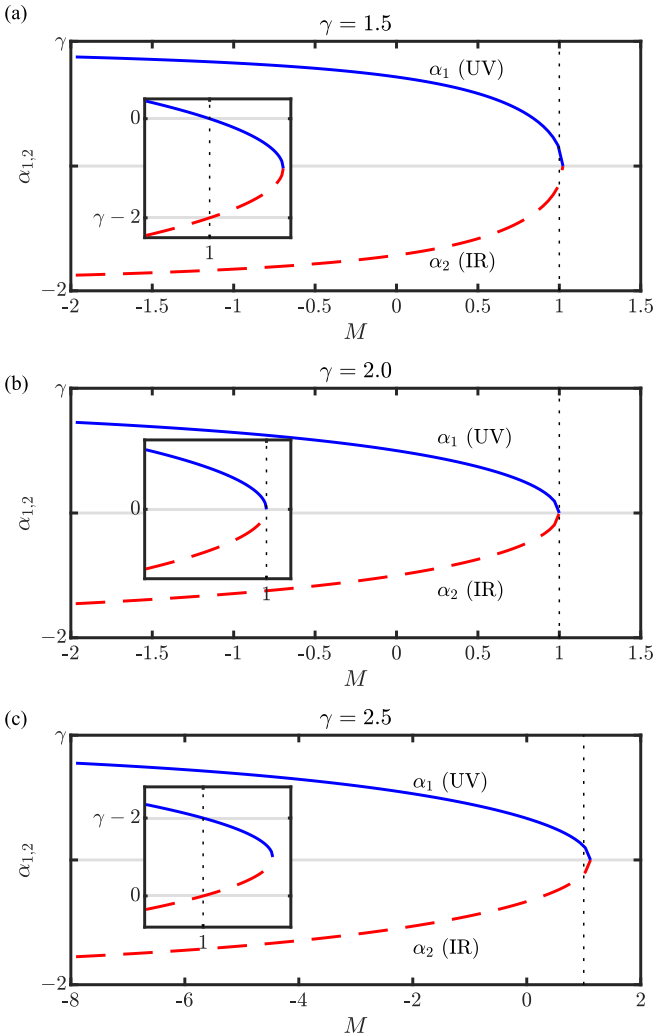 (a)
γ = 1.5
γ
α₁ (UV)
0
α₁,₂
γ − 2
1
α₂ (IR)
−2
-2 -1.5 -1 -0.5 0 0.5 1 1.5
M
(b)
γ = 2.0
γ
α₁ (UV)
0
α₁,₂
1
α₂ (IR)
−2
-2 -1.5 -1 -0.5 0 0.5 1 1.5
M
(c)
γ = 2.5
γ
α₁ (UV)
γ − 2
α₁,₂
0
1
α₂ (IR)
−2
-8 -6 -4 -2 0 2
M